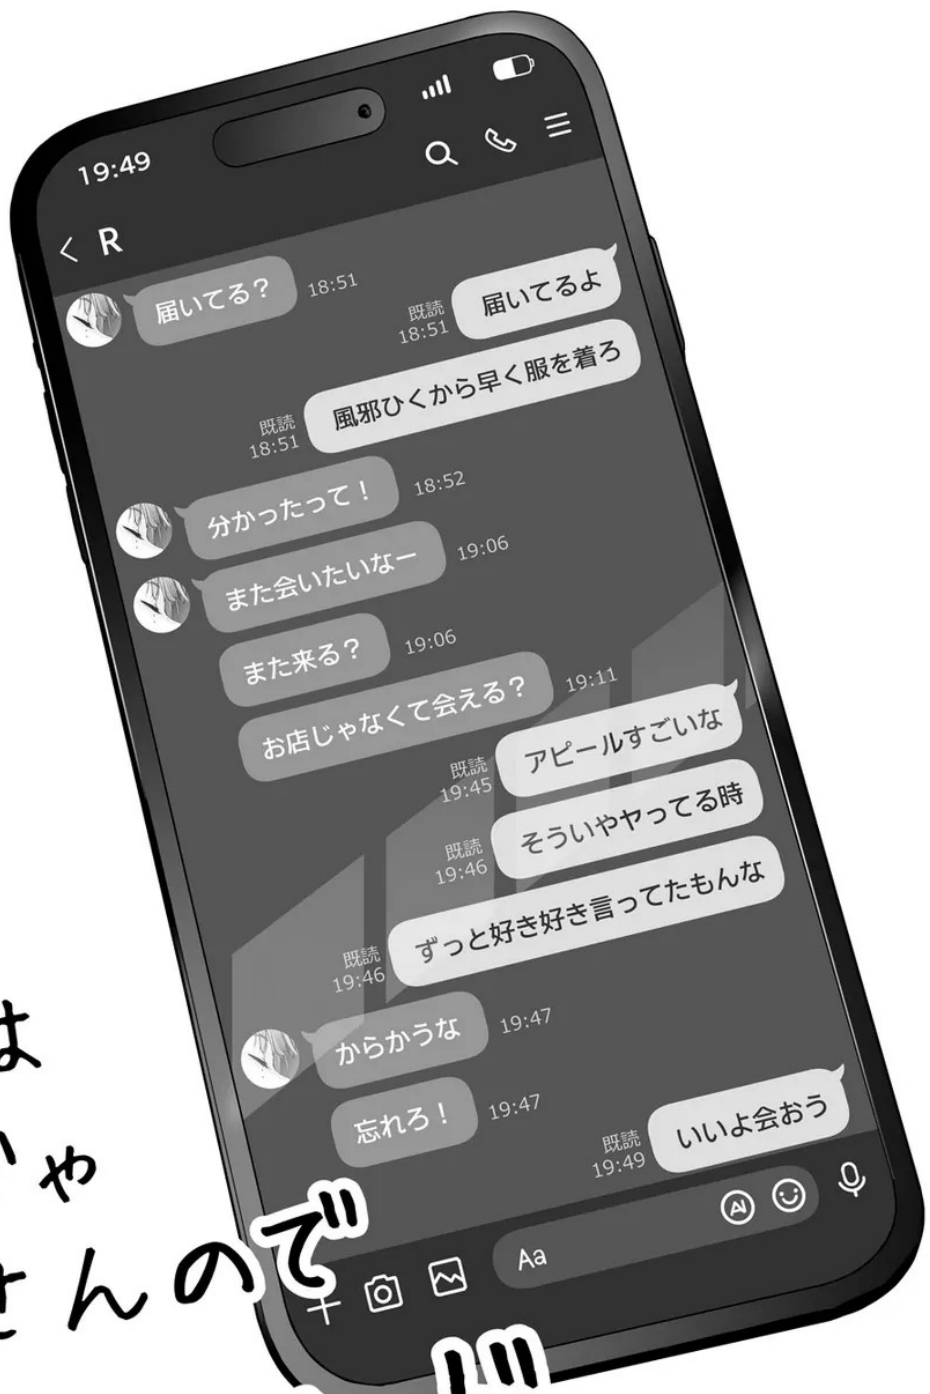 19:49
R
届いてる？ 18:51
届いてるよ
既読
18:51
風邪ひくから早く服を着ろ
既読
18:51
分かったって！ 18:52
また会いたいなー 19:06
また来る？ 19:06
お店じゃなくて会える？ 19:11
アピールすごいな
既読
19:45
そういやヤってる時
既読
19:46
ずっと好き好き言ってたもんな
既読
19:46
からかうな 19:47
忘れろ！ 19:47
いいよ会おう
既読
19:49
Aa
AI
は
ゃ
せんので